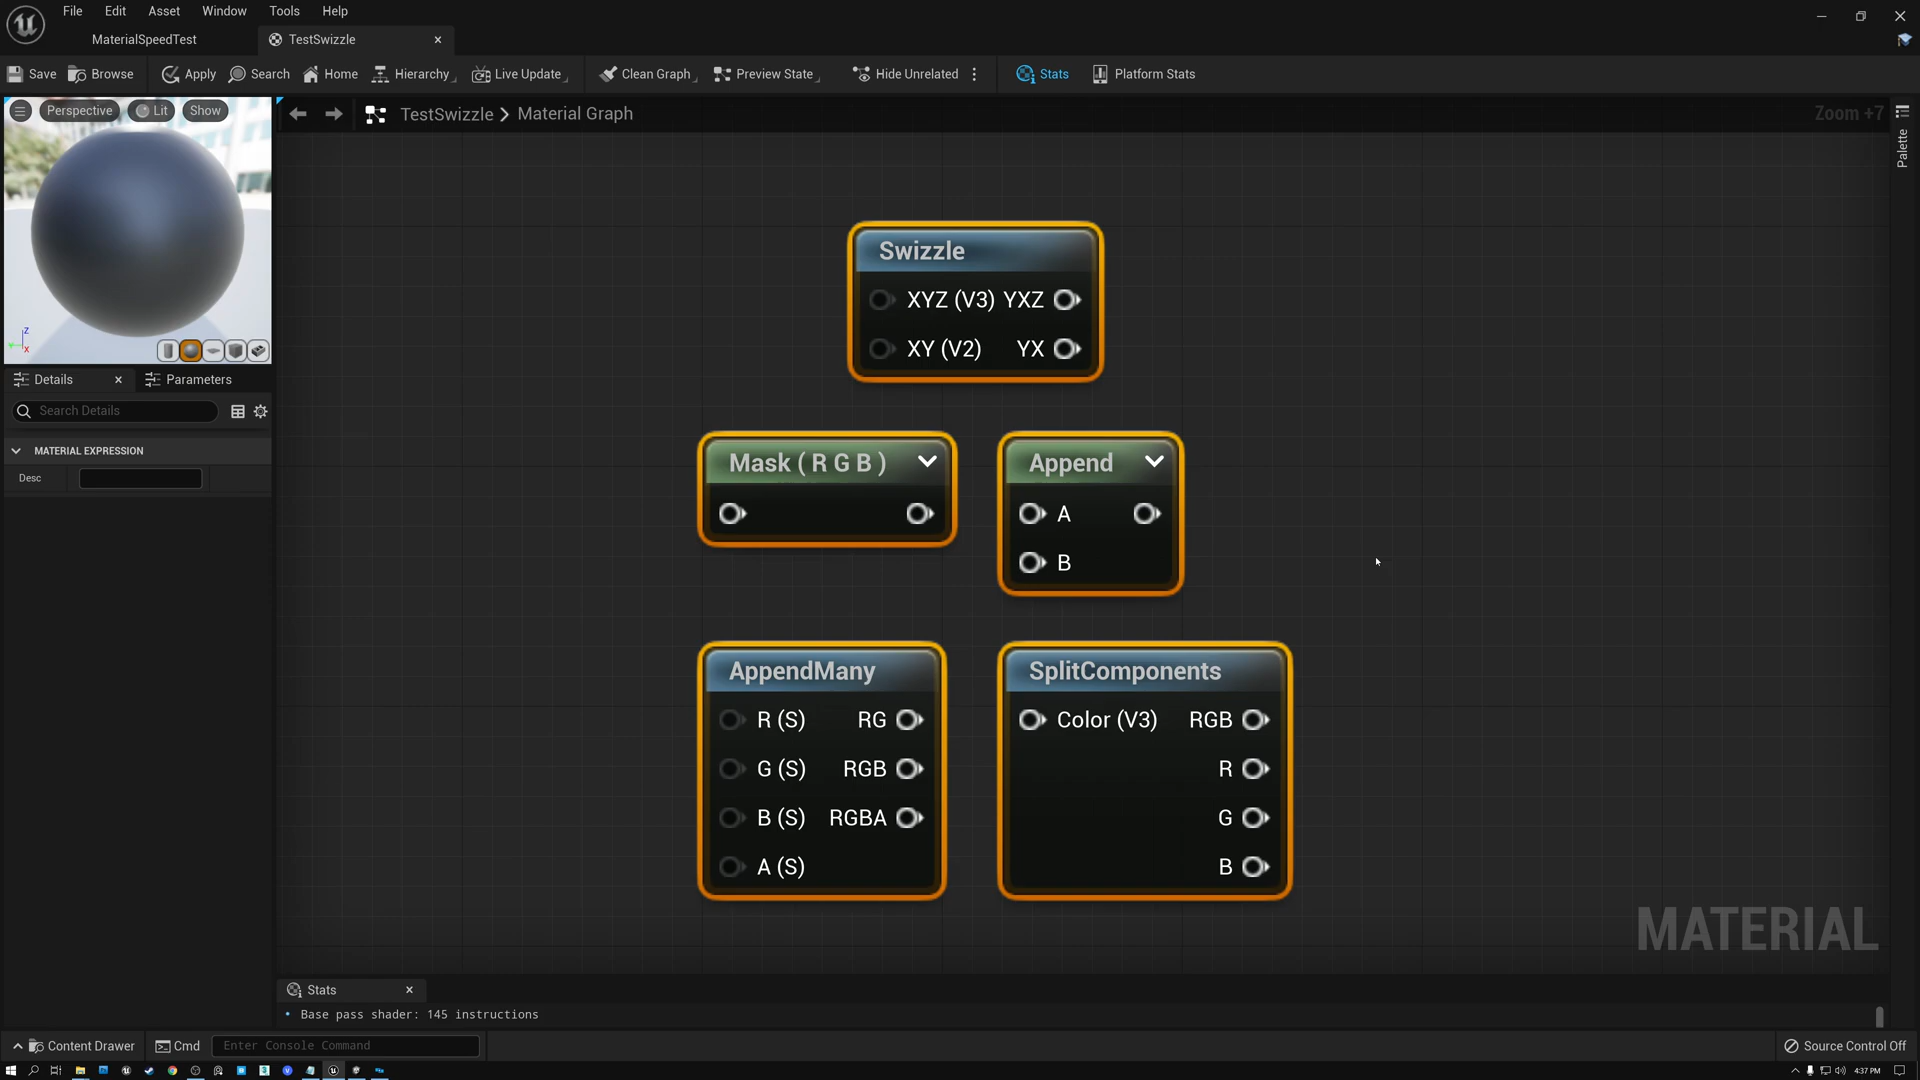 File Edit Asset Window Tools Help
MaterialSpeedTest TestSwizzle
Save Browse Apply Search Home Hierarchy Live Update Clean Graph Preview State Hide Unrelated Stats Platform Stats
Perspective Lit Show
TestSwizzle Material Graph
Zoom +7
Palette
Swizzle
XYZ (V3) YXZ
XY (V2) YX
z
x
Details Parameters
Search Details
MATERIAL EXPRESSION
Desc
Mask ( R G B )
Append
A
B
AppendMany
R (S) RG
G (S) RGB
B (S) RGBA
A (S)
SplitComponents
Color (V3) RGB
R
G
B
MATERIAL
Stats
Base pass shader: 145 instructions
Content Drawer Cmd Enter Console Command Source Control Off
4:37 PM